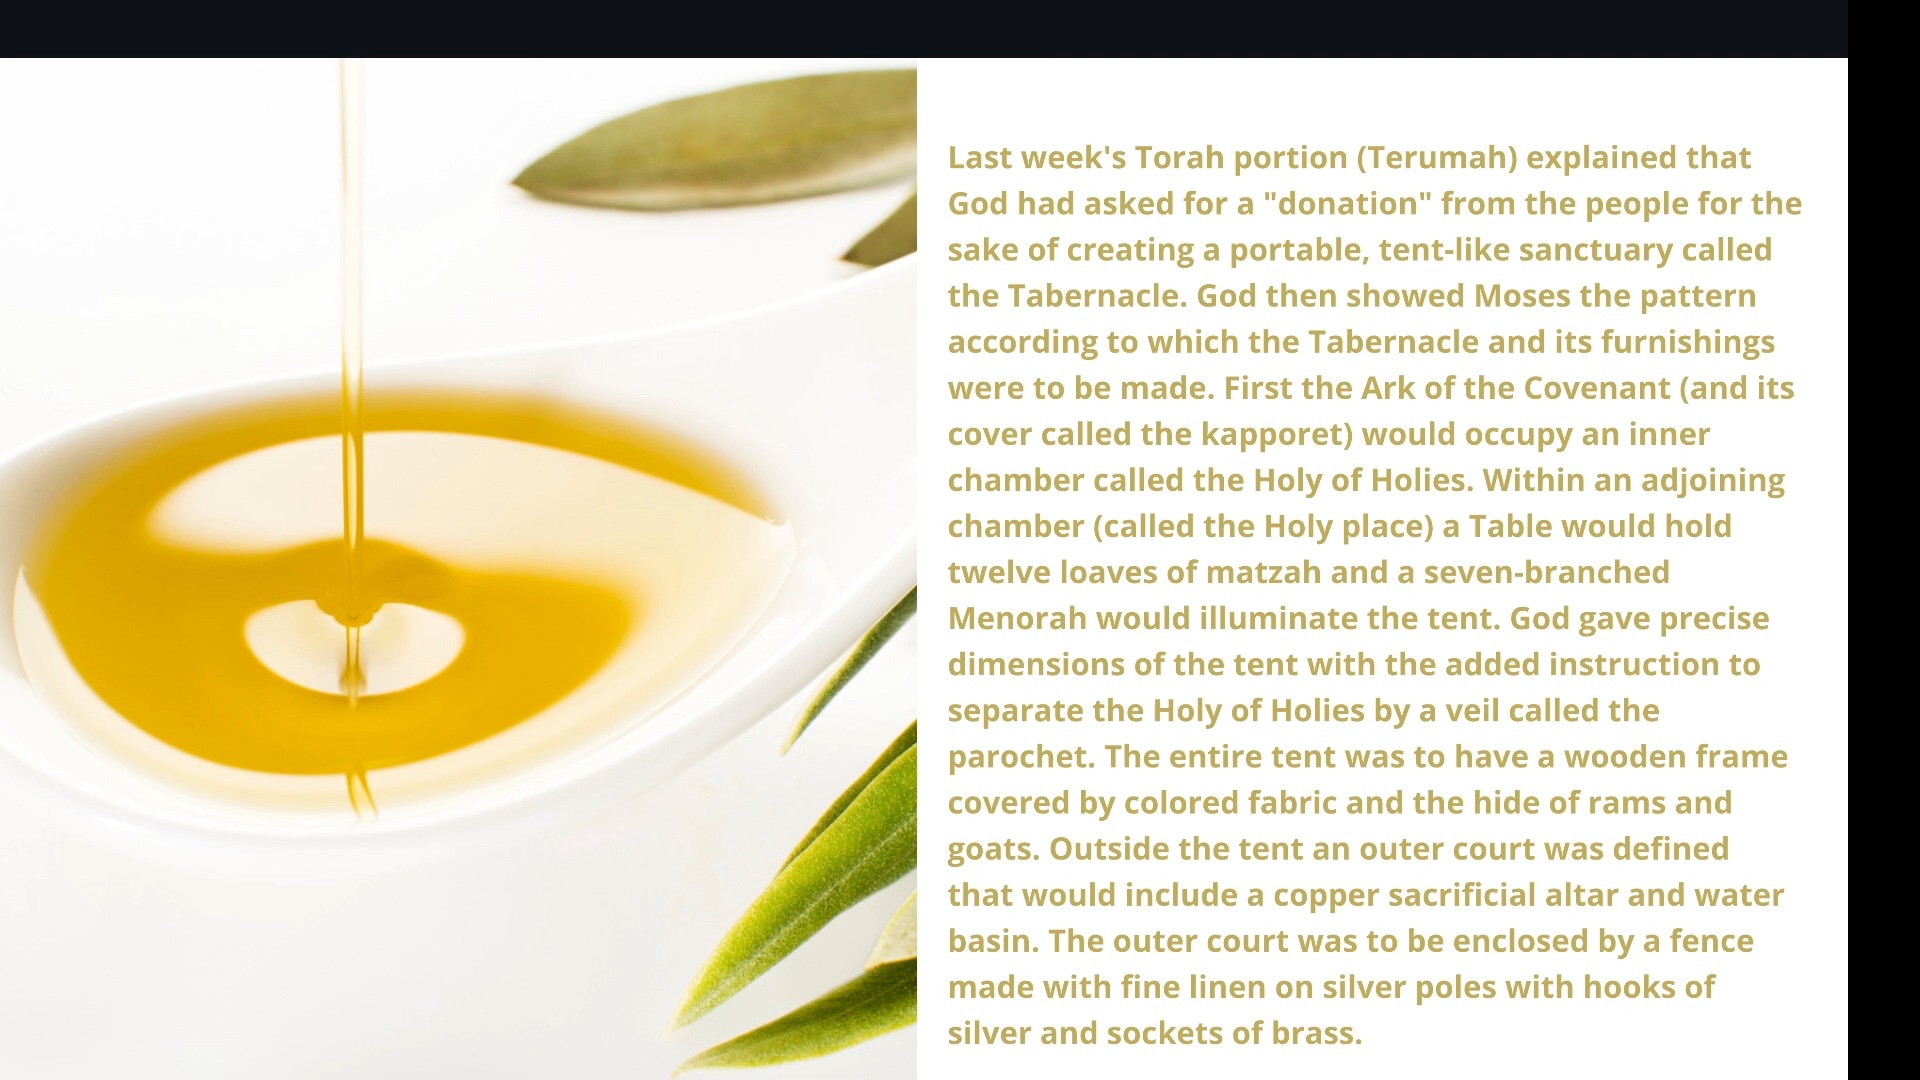 Last week's Torah portion (Terumah) explained that
God had asked for a "donation" from the people for the
sake of creating a portable, tent-like sanctuary called
the Tabernacle. God then showed Moses the pattern
according to which the Tabernacle and its furnishings
were to be made. First the Ark of the Covenant (and its
cover called the kapporet) would occupy an inner
chamber called the Holy of Holies. Within an adjoining
chamber (called the Holy place) a Table would hold
twelve loaves of matzah and a seven-branched
Menorah would illuminate the tent. God gave precise
dimensions of the tent with the added instruction to
separate the Holy of Holies by a veil called the
parochet. The entire tent was to have a wooden frame
covered by colored fabric and the hide of rams and
goats. Outside the tent an outer court was defined
that would include a copper sacrificial altar and water
basin. The outer court was to be enclosed by a fence
made with fine linen on silver poles with hooks of
silver and sockets of brass.